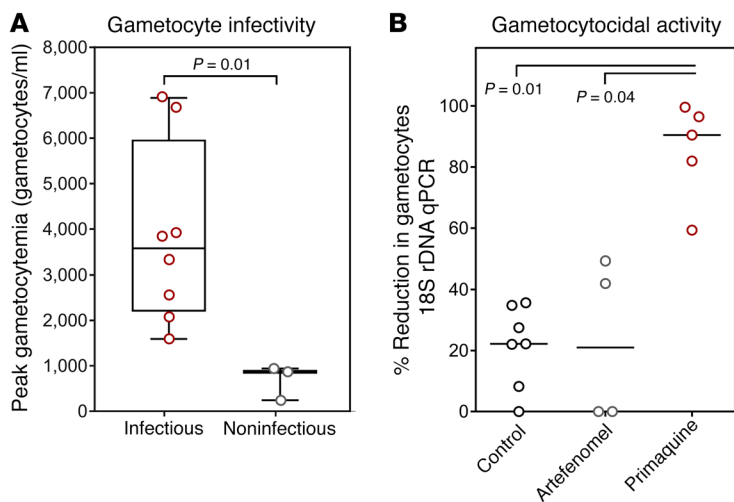 A Gametocyte infectivity
P = 0.01
Peak gametocytemia (gametocytes/ml)
8,000
7,000
6,000
5,000
4,000
3,000
2,000
1,000
0
Infectious Noninfectious
B Gametocytocidal activity
P = 0.01
P = 0.04
% Reduction in gametocytes
18S rDNA qPCR
100
80
60
40
20
0
Control
Artefenomel
Primaquine